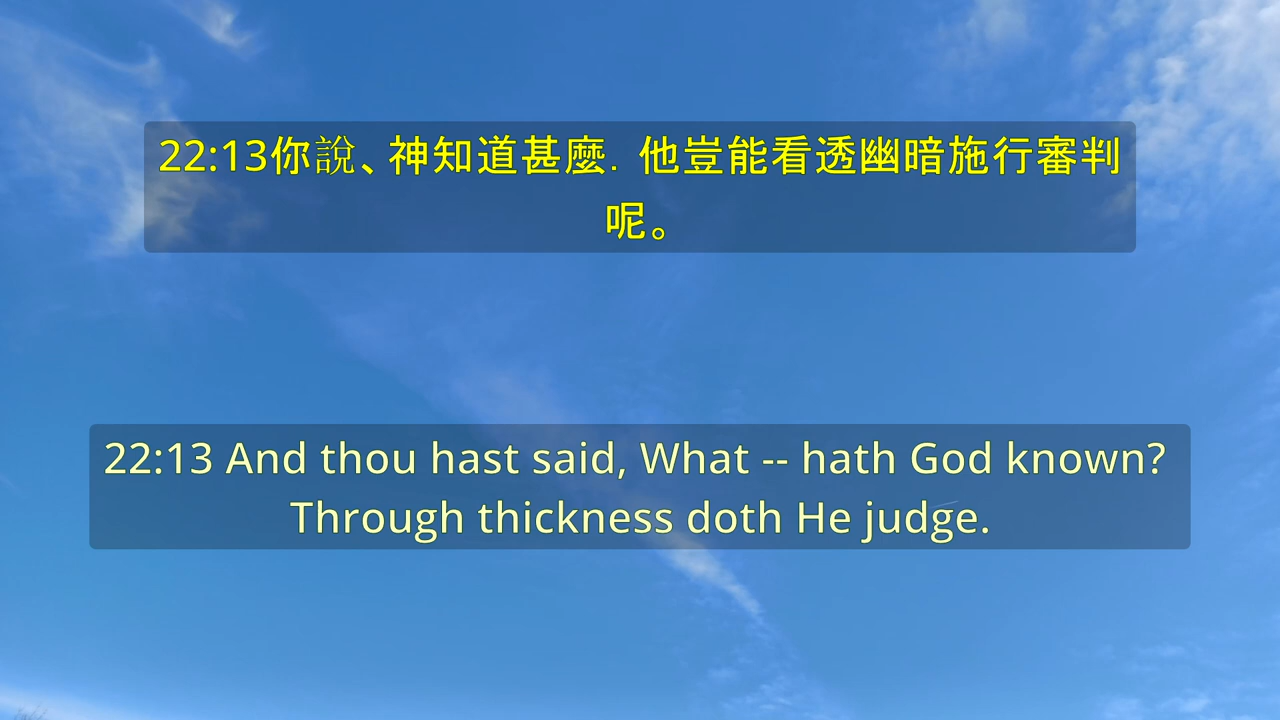 22:13你說、神知道甚麼．他豈能看透幽暗施行審判
呢。
22:13 And thou hast said, What -- hath God known?
Through thickness doth He judge.